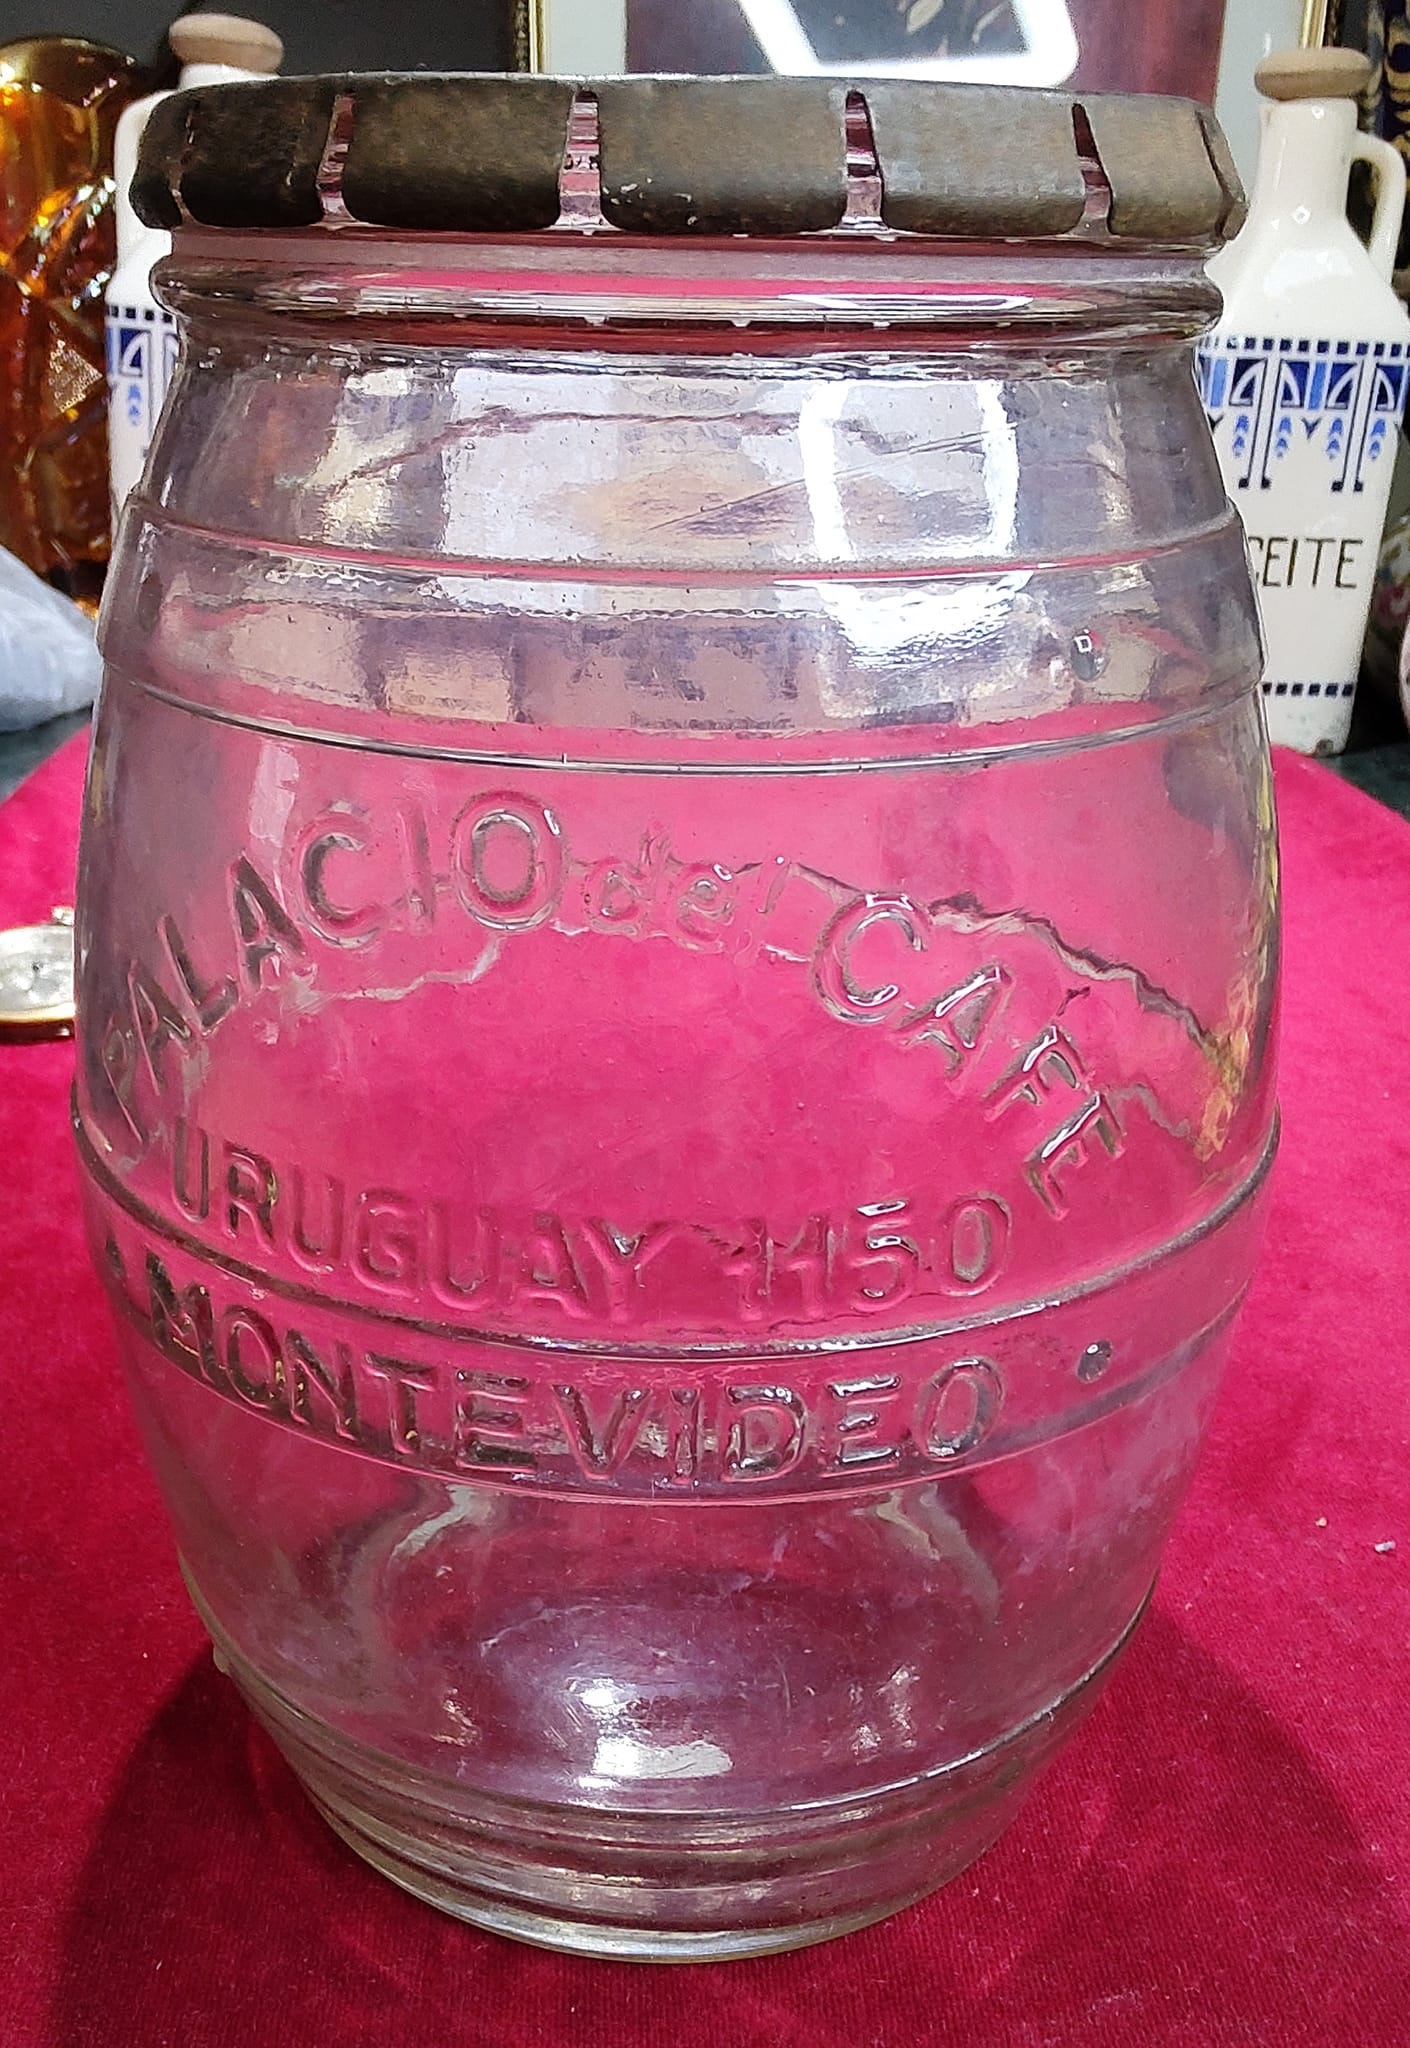 PALACIO del CAFE
URUGUAY 1150
MONTEVIDEO
CEITE